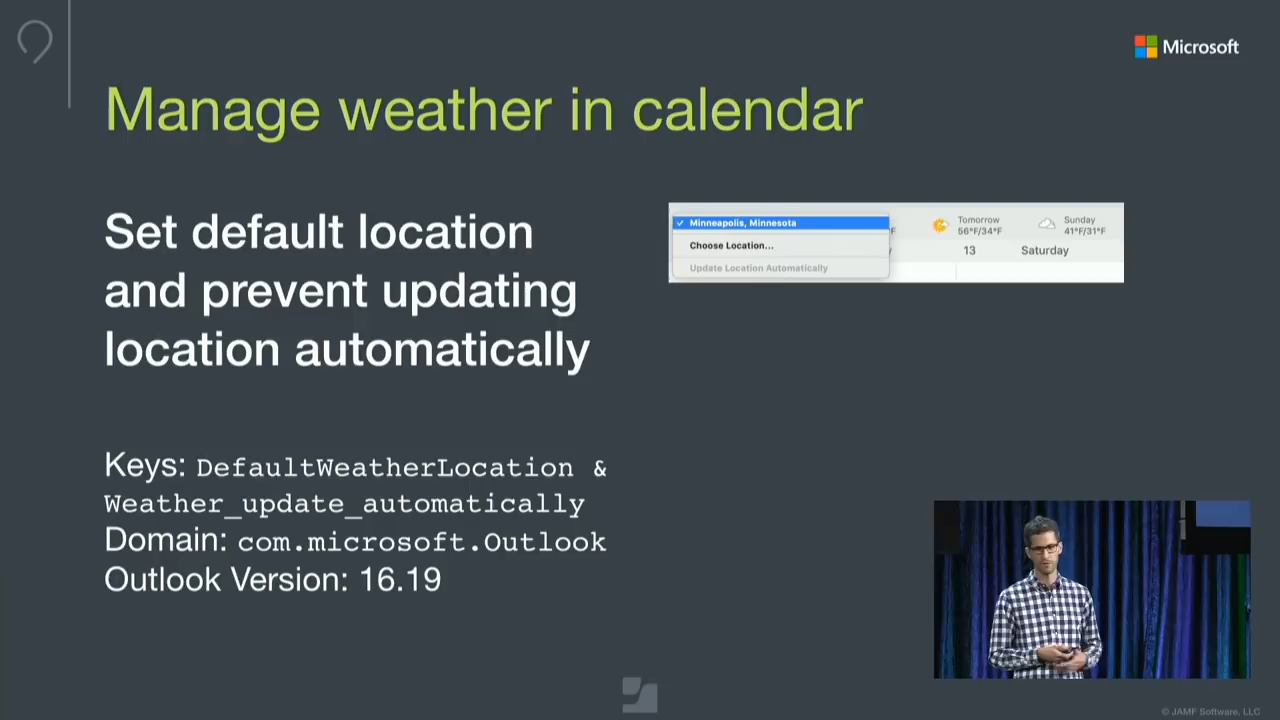 Microsoft
Manage weather in calendar
Set default location
and prevent updating
location automatically
✓ Minneapolis, Minnesota
Choose Location...
Update Location Automatically
F
Tomorrow
56°F/34°F
Sunday
41°F/31°F
13
Saturday
Keys: DefaultWeatherLocation &
Weather_update_automatically
Domain: com.microsoft.Outlook
Outlook Version: 16.19
© JAMF Software, LLC